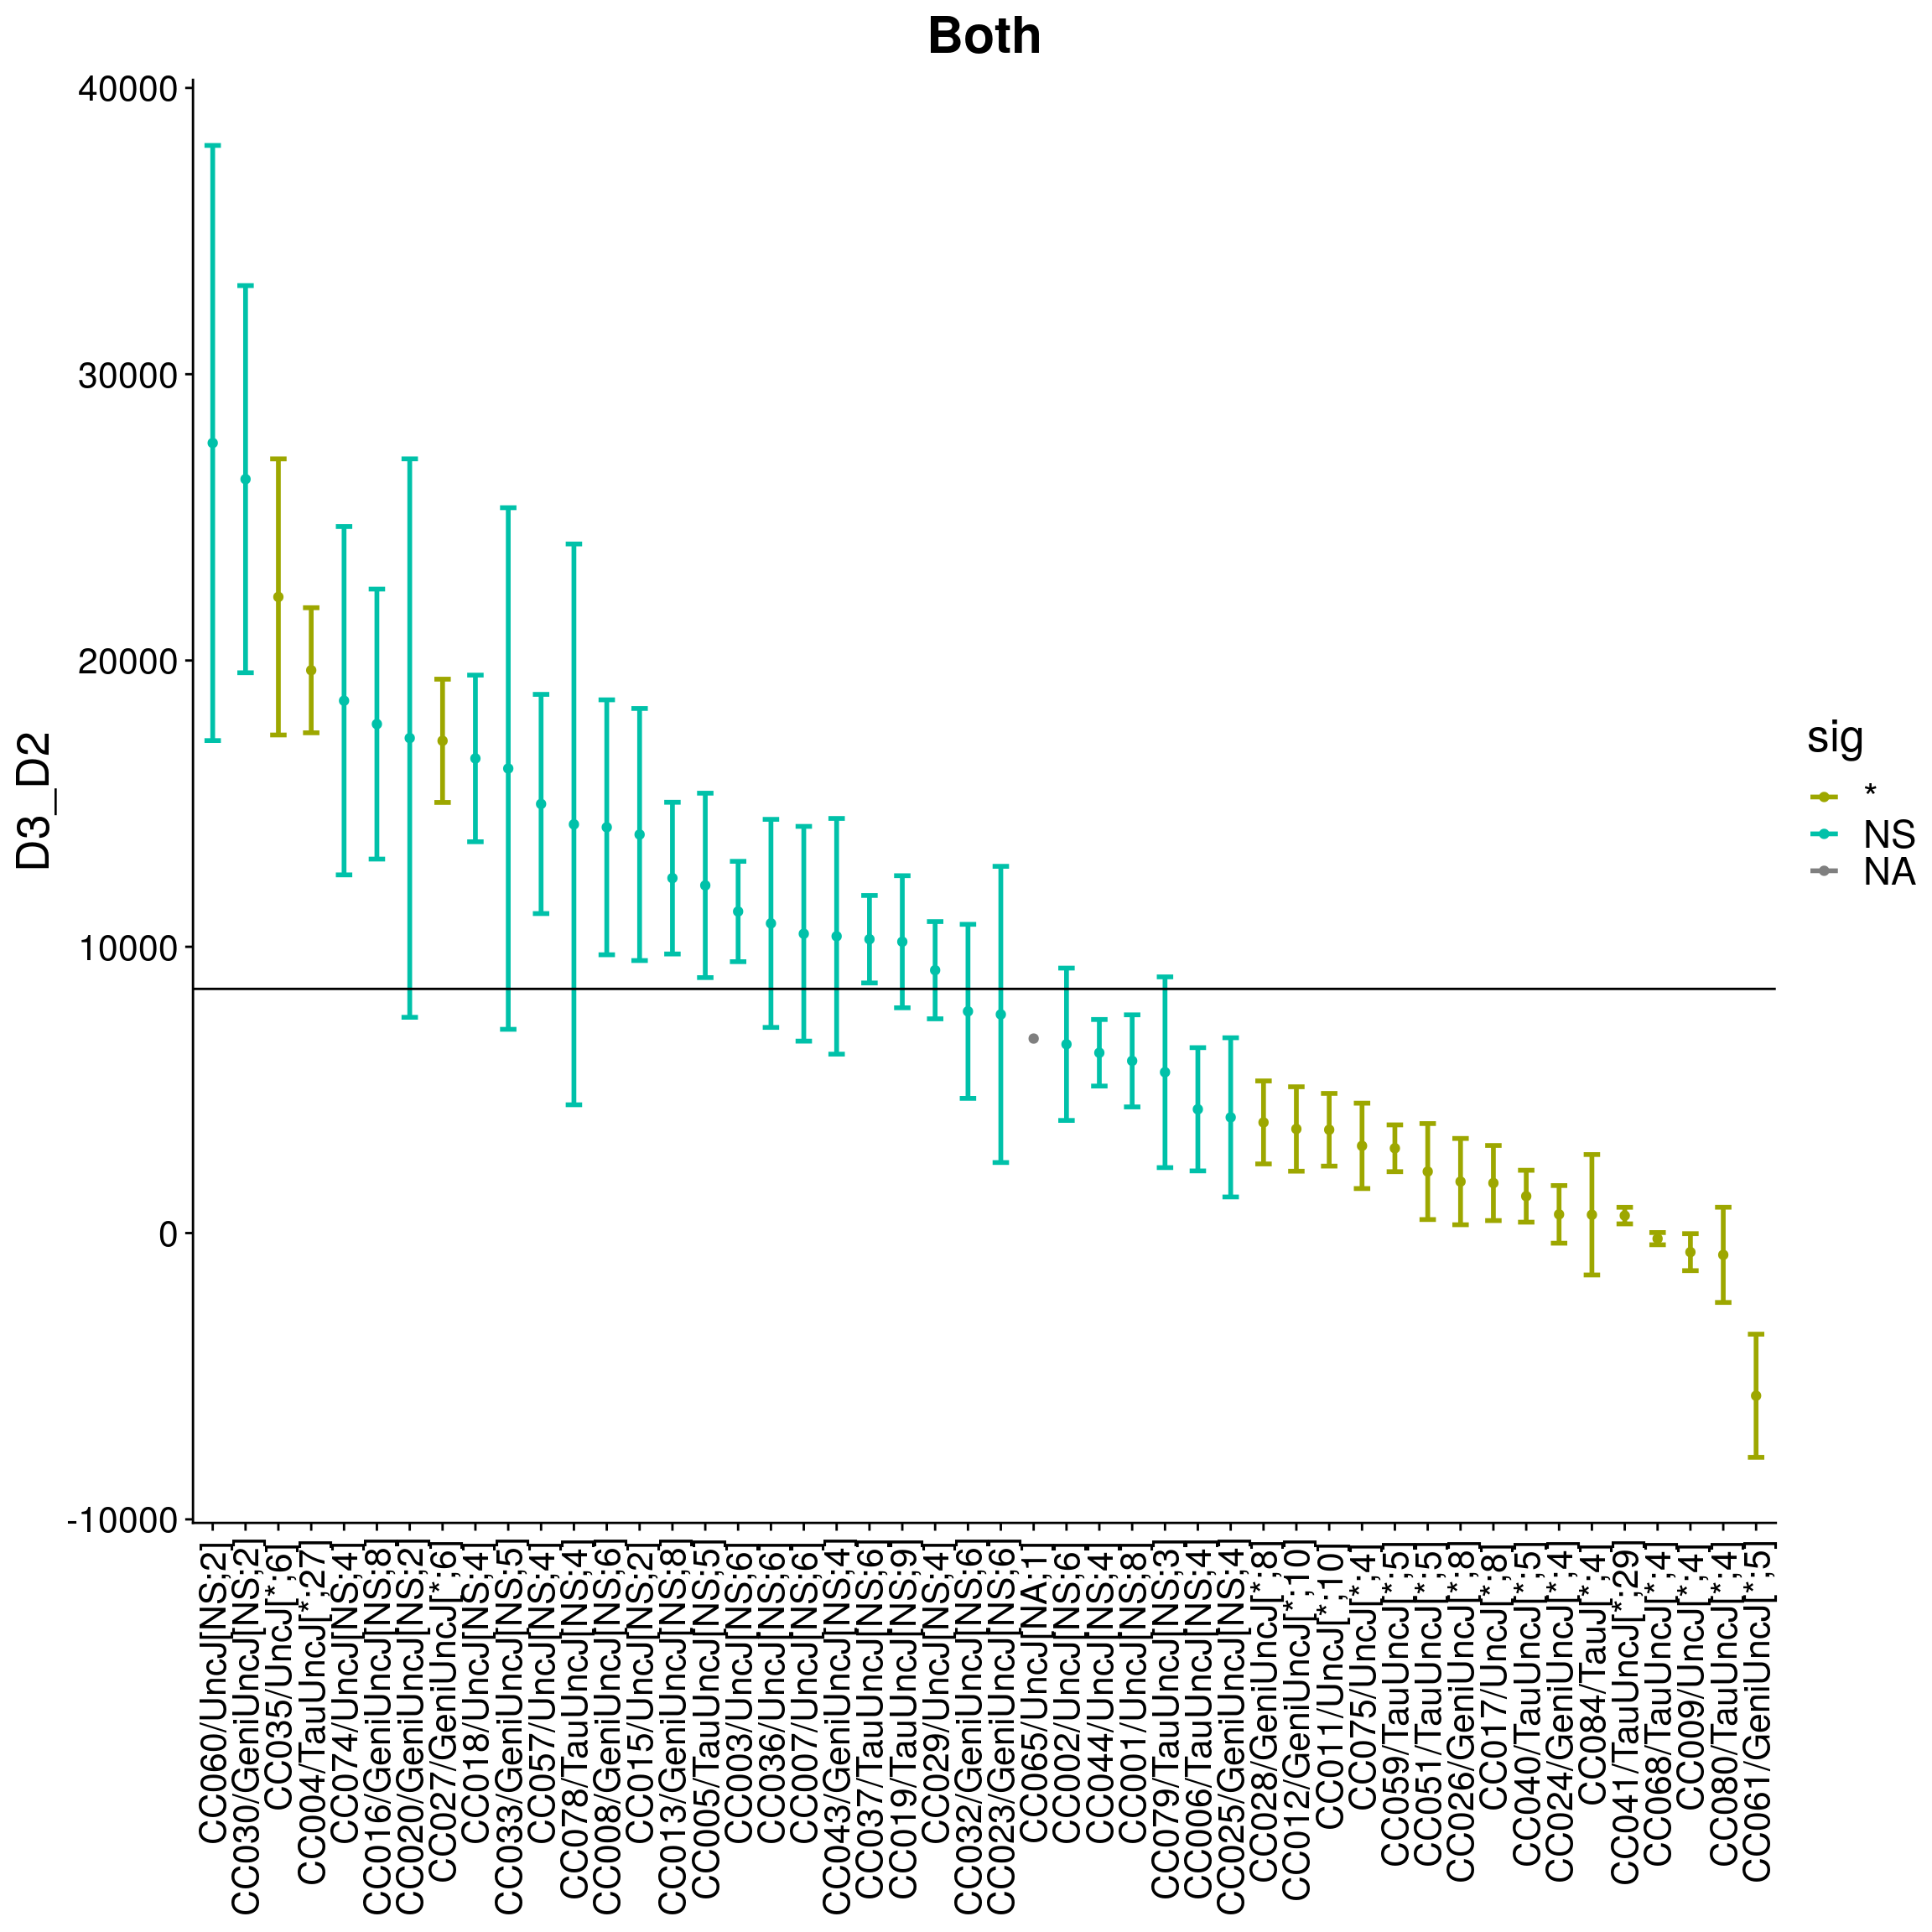 Both
D3_D2
40000
30000
20000
10000
0
-10000
CC060/UncJ[NS;2]
CC030/GeniUncJ[NS;2]
CC035/UncJ[*;6]
CC004/TauUncJ[*;27]
CC074/UncJ[NS;4]
CC016/GeniUncJ[NS;8]
CC020/GeniUncJ[NS;2]
CC027/GeniUncJ[*;6]
CC018/UncJ[NS;4]
CC033/GeniUncJ[NS;5]
CC057/UncJ[NS;4]
CC078/TauUncJ[NS;4]
CC008/GeniUncJ[NS;6]
CC015/UncJ[NS;2]
CC013/GeniUncJ[NS;8]
CC005/TauUncJ[NS;5]
CC003/UncJ[NS;6]
CC036/UncJ[NS;6]
CC007/UncJ[NS;6]
CC043/GeniUncJ[NS;4]
CC037/TauUncJ[NS;6]
CC019/TauUncJ[NS;9]
CC029/UncJ[NS;4]
CC032/GeniUncJ[NS;6]
CC023/GeniUncJ[NS;6]
CC065/UncJ[NA;1]
CC002/UncJ[NS;6]
CC044/UncJ[NS;4]
CC001/UncJ[NS;8]
CC079/TauUncJ[NS;3]
CC006/TauUncJ[NS;4]
CC025/GeniUncJ[NS;4]
CC028/GeniUncJ[*;8]
CC012/GeniUncJ[*;10]
CC011/UncJ[*;10]
CC075/UncJ[*;4]
CC059/TauUncJ[*;5]
CC051/TauUncJ[*;5]
CC026/GeniUncJ[*;8]
CC017/UncJ[*;8]
CC040/TauUncJ[*;5]
CC024/GeniUncJ[*;4]
CC084/TauJ[*;4]
CC041/TauUncJ[*;29]
CC068/TauUncJ[*;4]
CC009/UncJ[*;4]
CC080/TauUncJ[*;4]
CC061/GeniUncJ[*;5]
sig
*
NS
NA